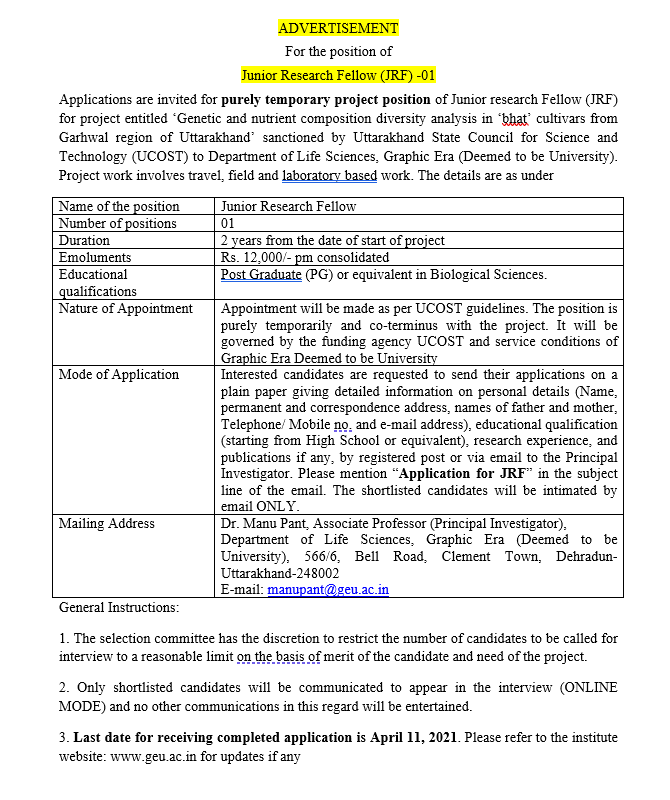 ADVERTISEMENT
For the position of
Junior Research Fellow (JRF) -01
Applications are invited for purely temporary project position of Junior research Fellow (JRF)
for project entitled ‘Genetic and nutrient composition diversity analysis in ‘bhat’ cultivars from
Garhwal region of Uttarakhand’ sanctioned by Uttarakhand State Council for Science and
Technology (UCOST) to Department of Life Sciences, Graphic Era (Deemed to be University).
Project work involves travel, field and laboratory based work. The details are as under
Name of the position Junior Research Fellow
Number of positions 01
Duration 2 years from the date of start of project
Emoluments Rs. 12,000/- pm consolidated
Educational Post Graduate (PG) or equivalent in Biological Sciences.
qualifications
Nature of Appointment Appointment will be made as per UCOST guidelines. The position is
purely temporarily and co-terminus with the project. It will be
governed by the funding agency UCOST and service conditions of
Graphic Era Deemed to be University
Mode of Application Interested candidates are requested to send their applications on a
plain paper giving detailed information on personal details (Name,
permanent and correspondence address, names of father and mother,
Telephone/ Mobile no. and e-mail address), educational qualification
(starting from High School or equivalent), research experience, and
publications if any, by registered post or via email to the Principal
Investigator. Please mention “Application for JRF” in the subject
line of the email. The shortlisted candidates will be intimated by
email ONLY.
Mailing Address Dr. Manu Pant, Associate Professor (Principal Investigator),
Department of Life Sciences, Graphic Era (Deemed to be
University), 566/6, Bell Road, Clement Town, Dehradun-
Uttarakhand-248002
E-mail: manupant@geu.ac.in
General Instructions:
1. The selection committee has the discretion to restrict the number of candidates to be called for
interview to a reasonable limit on the basis of merit of the candidate and need of the project.
2. Only shortlisted candidates will be communicated to appear in the interview (ONLINE
MODE) and no other communications in this regard will be entertained.
3. Last date for receiving completed application is April 11, 2021. Please refer to the institute
website: www.geu.ac.in for updates if any